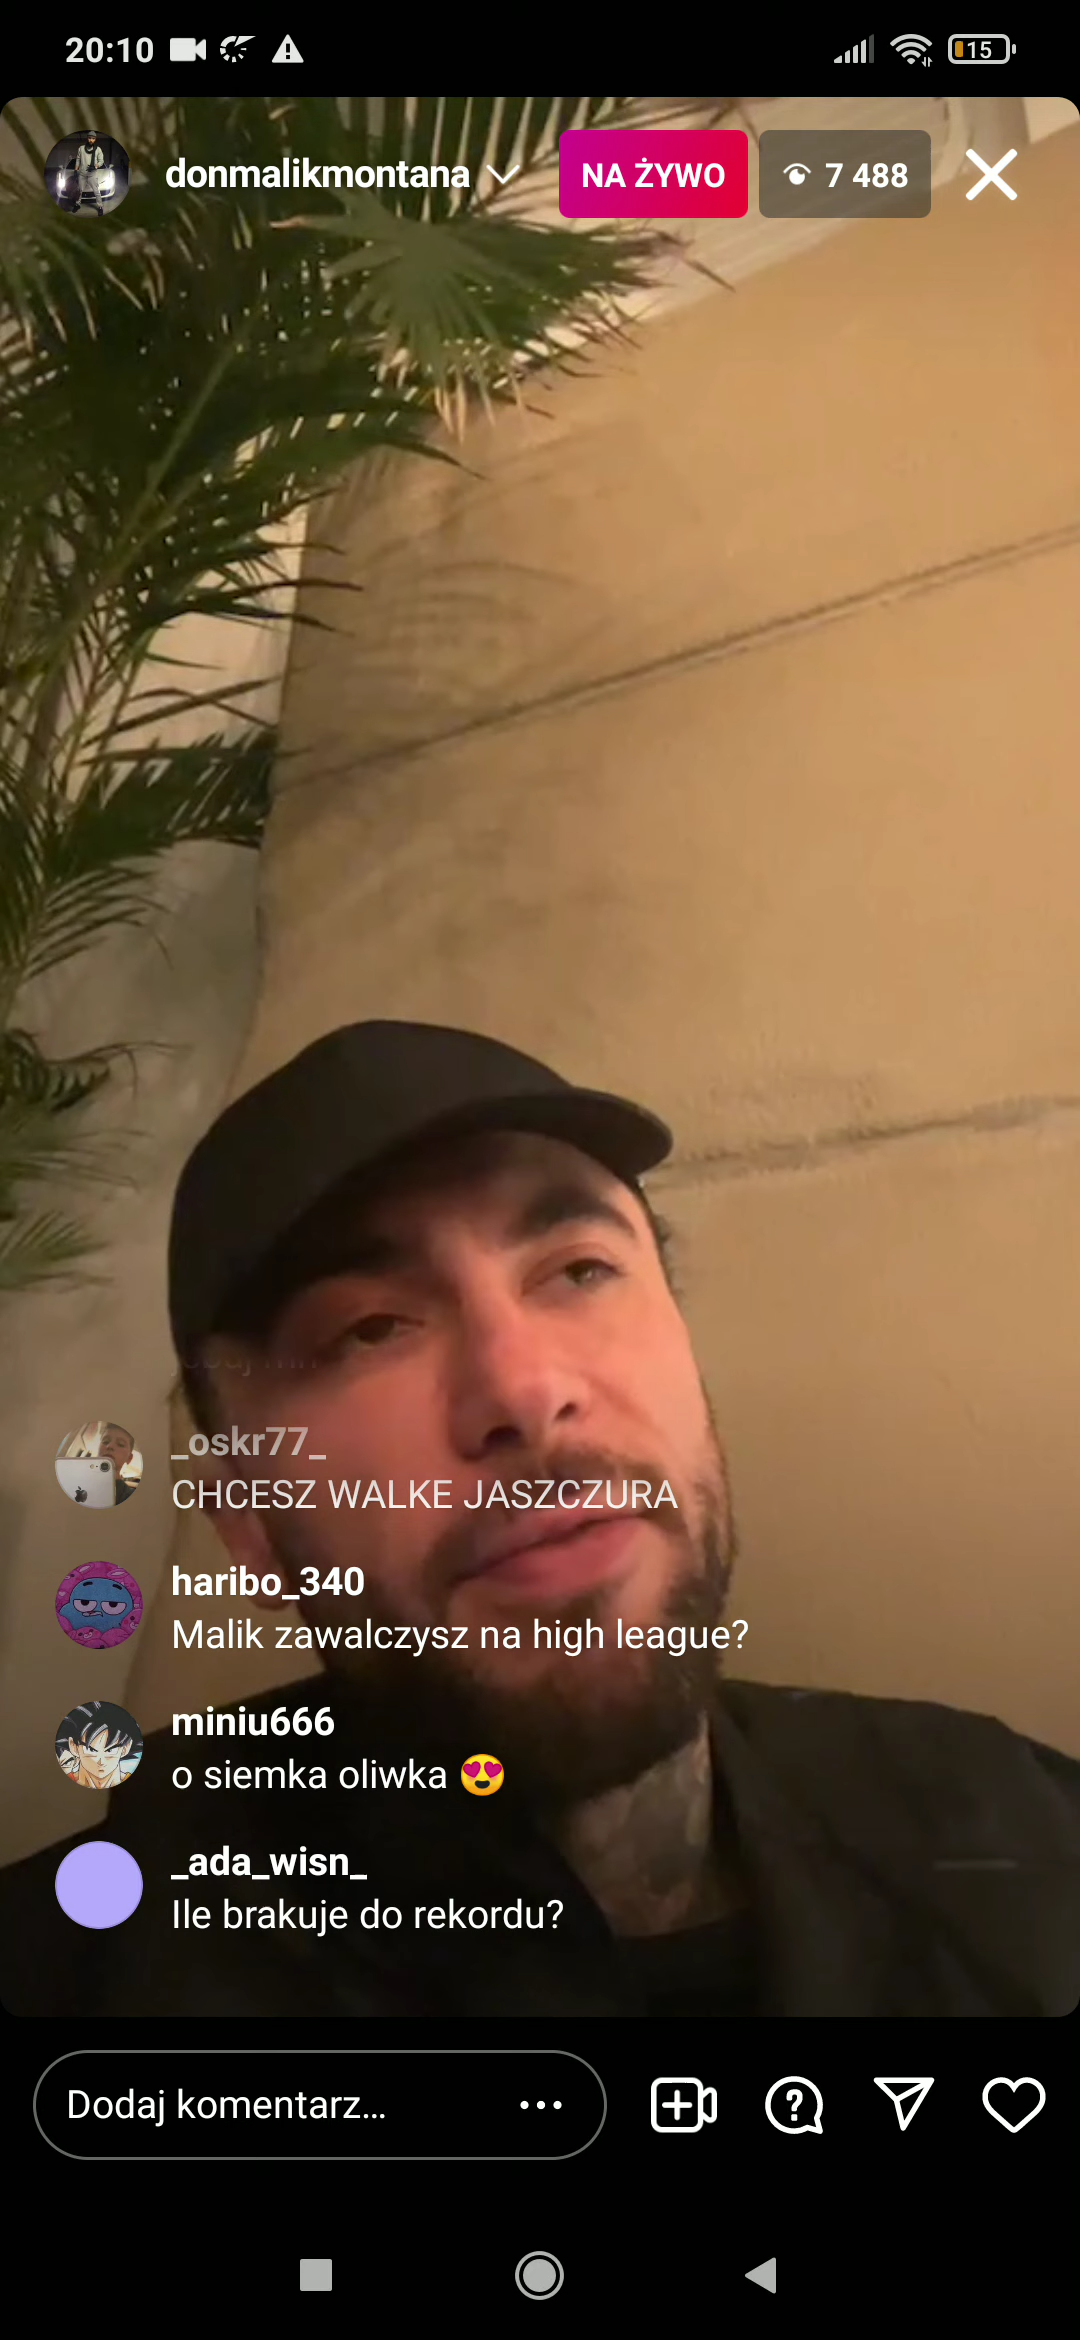 20:10
15
donmalikmontana
NA ŻYWO
7 488
_oskr77_
CHCESZ WALKE JASZCZURA
haribo_340
Malik zawalczysz na high league?
miniu666
o siemka oliwka 😍
_ada_wisn_
Ile brakuje do rekordu?
Dodaj komentarz...